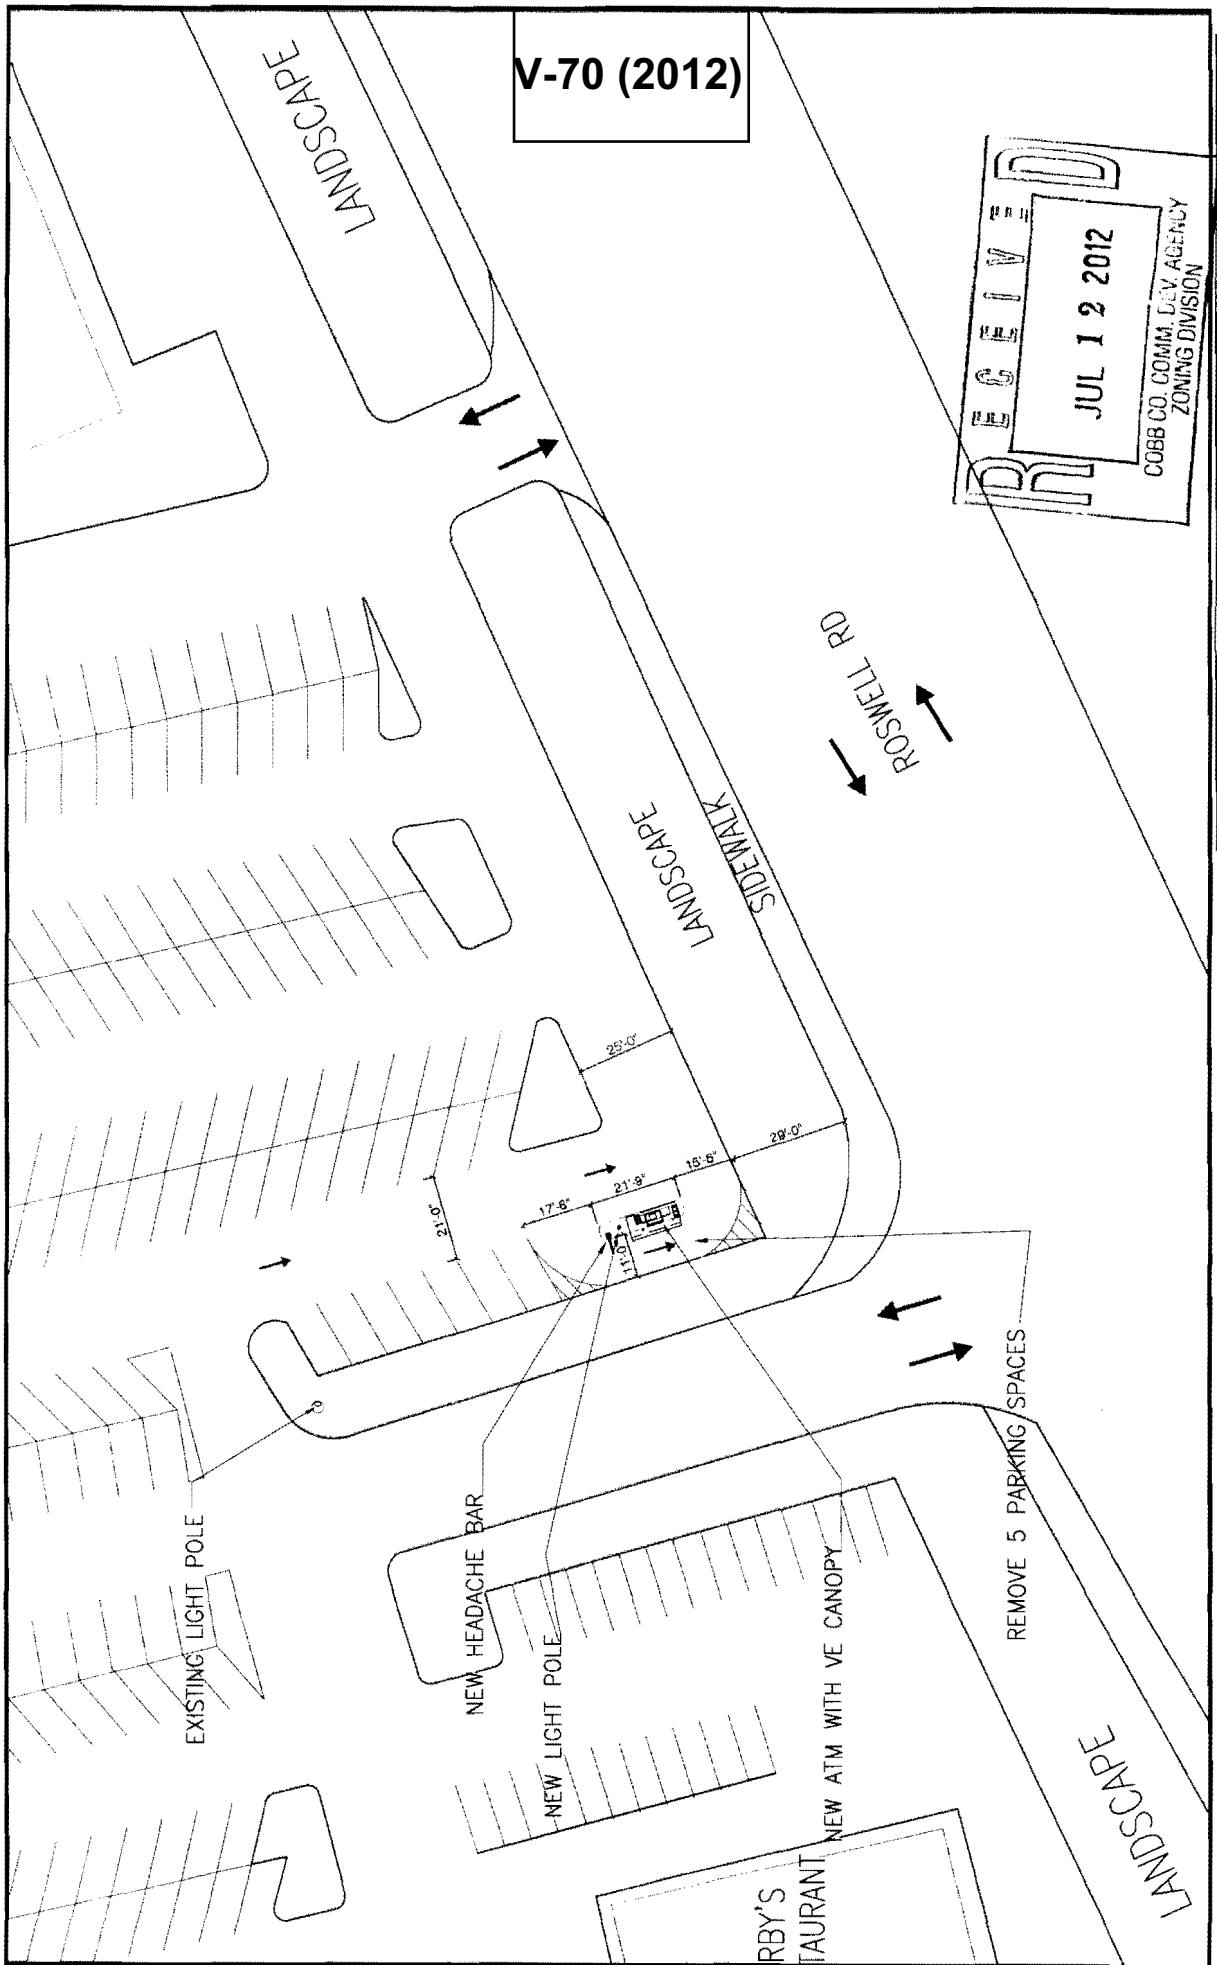 V-70 (2012)
LANDSCAPE
RECEIVED
JUL 12 2012
COBB CO. COMM. DEV. AGENCY
ZONING DIVISION
ROSWELL RD
LANDSCAPE
SIDEWALK
25'-0"
29'-0"
15'-6"
21'-9"
17'-6"
21'-0"
11'-0"
EXISTING LIGHT POLE
NEW HEADACHE BAR
NEW LIGHT POLE
NEW ATM WITH VE CANOPY
REMOVE 5 PARKING SPACES
RBY'S
TAURANT
LANDSCAPE